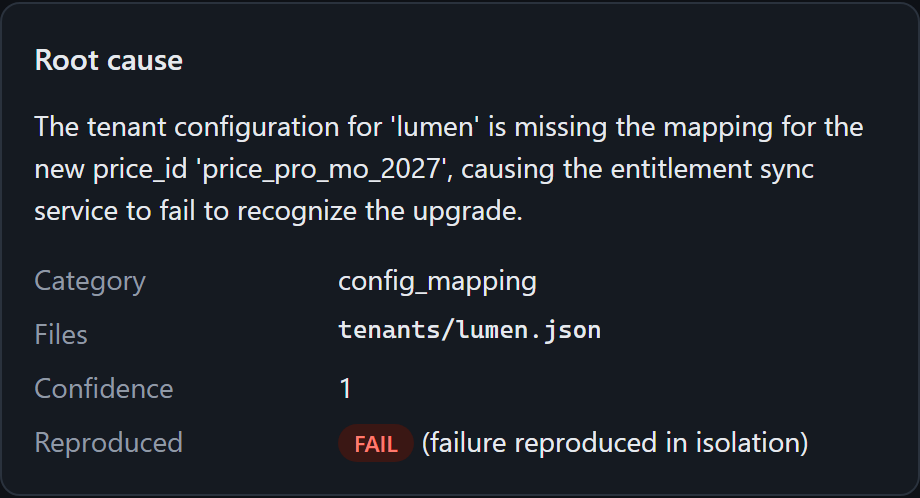 Root cause
The tenant configuration for 'lumen' is missing the mapping for the
new price_id 'price_pro_mo_2027', causing the entitlement sync
service to fail to recognize the upgrade.
Category config_mapping
Files tenants/lumen.json
Confidence 1
Reproduced FAIL (failure reproduced in isolation)